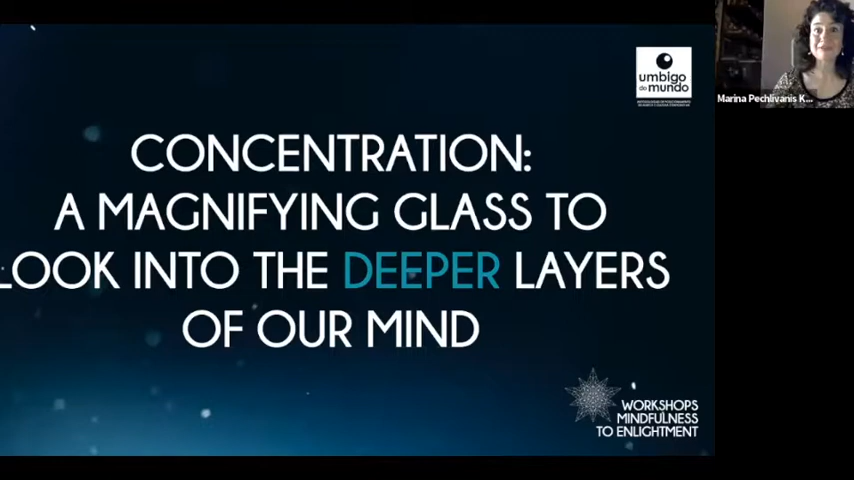 umbigo
do mundo
Marina Pechlivanis K...
CONCENTRATION:
A MAGNIFYING GLASS TO
LOOK INTO THE DEEPER LAYERS
OF OUR MIND
WORKSHOPS
MINDFULNESS
TO ENLIGHTMENT